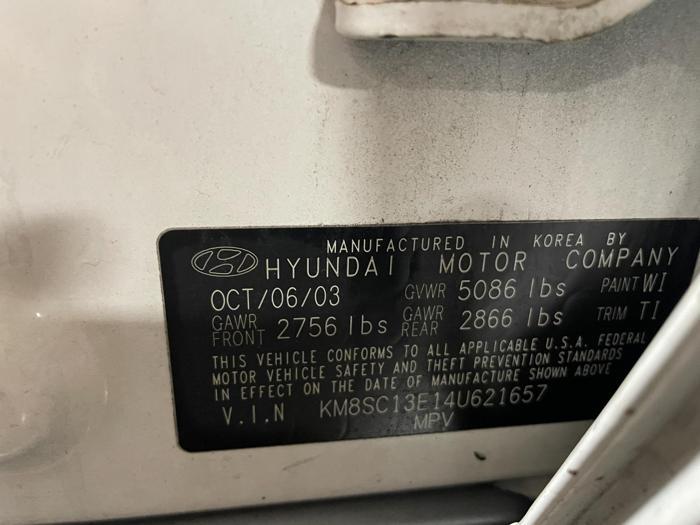 MANUFACTURED IN KOREA BY
HYUNDAI MOTOR COMPANY
OCT/06/03 GVWR 5086 lbs PAINT WI
GAWR FRONT 2756 lbs GAWR REAR 2866 lbs TRIM TI
THIS VEHICLE CONFORMS TO ALL APPLICABLE U.S.A. FEDERAL
MOTOR VEHICLE SAFETY AND THEFT PREVENTION STANDARDS
IN EFFECT ON THE DATE OF MANUFACTURE SHOWN ABOVE
V.I.N KM8SC13E14U621657
MPV